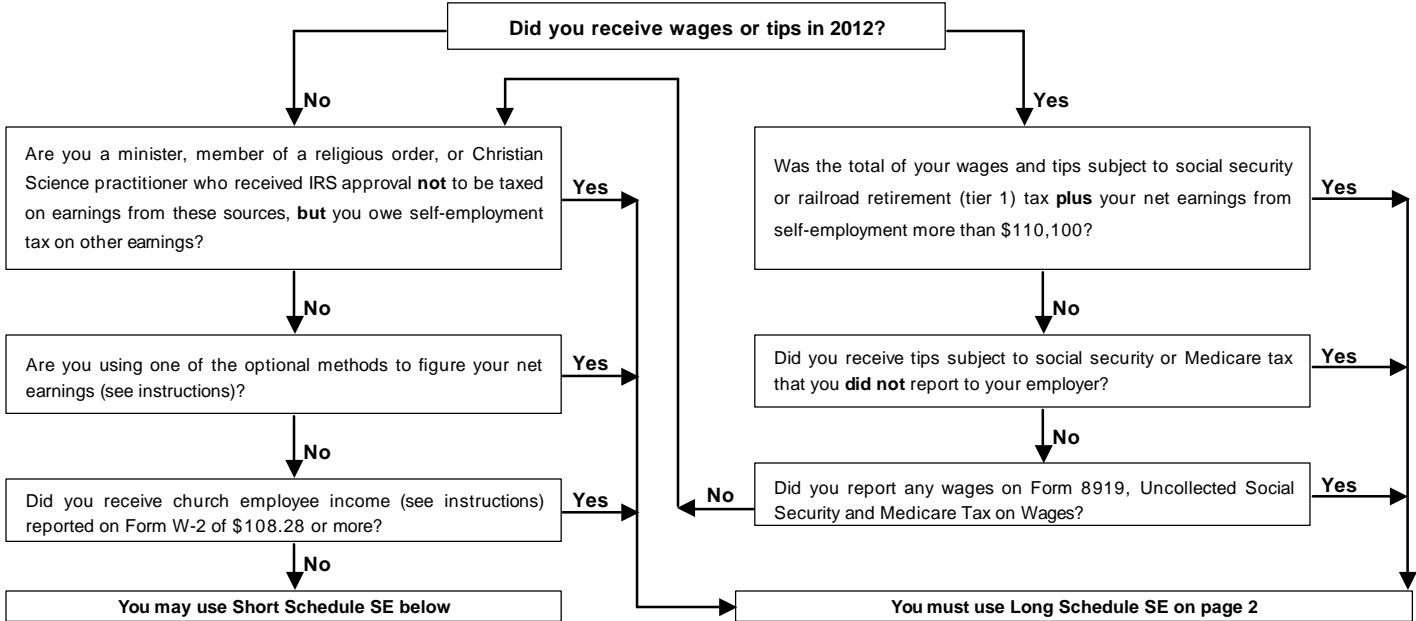 Did you receive wages or tips in 2012?
No
Yes
Are you a minister, member of a religious order, or Christian
Science practitioner who received IRS approval not to be taxed
on earnings from these sources, but you owe self-employment
tax on other earnings?
Yes
Was the total of your wages and tips subject to social security
or railroad retirement (tier 1) tax plus your net earnings from
self-employment more than $110,100?
Yes
No
No
Are you using one of the optional methods to figure your net
earnings (see instructions)?
Yes
Did you receive tips subject to social security or Medicare tax
that you did not report to your employer?
Yes
No
No
Did you receive church employee income (see instructions)
reported on Form W-2 of $108.28 or more?
Yes
No
Did you report any wages on Form 8919, Uncollected Social
Security and Medicare Tax on Wages?
Yes
No
You may use Short Schedule SE below
You must use Long Schedule SE on page 2